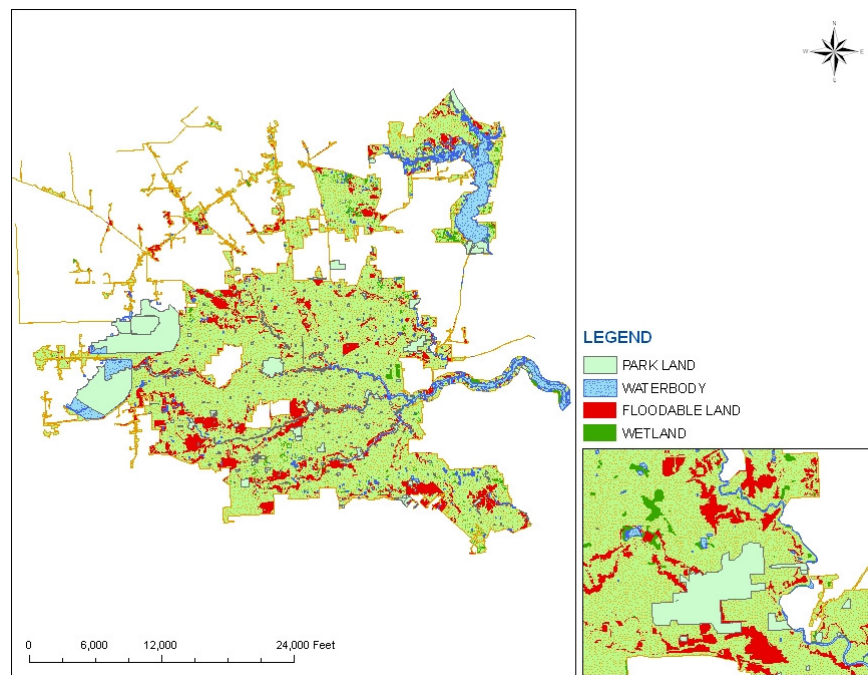 N
W E
L
LEGEND
PARK LAND
WATERBODY
FLOODABLE LAND
WETLAND
0 6,000 12,000 24,000 Feet